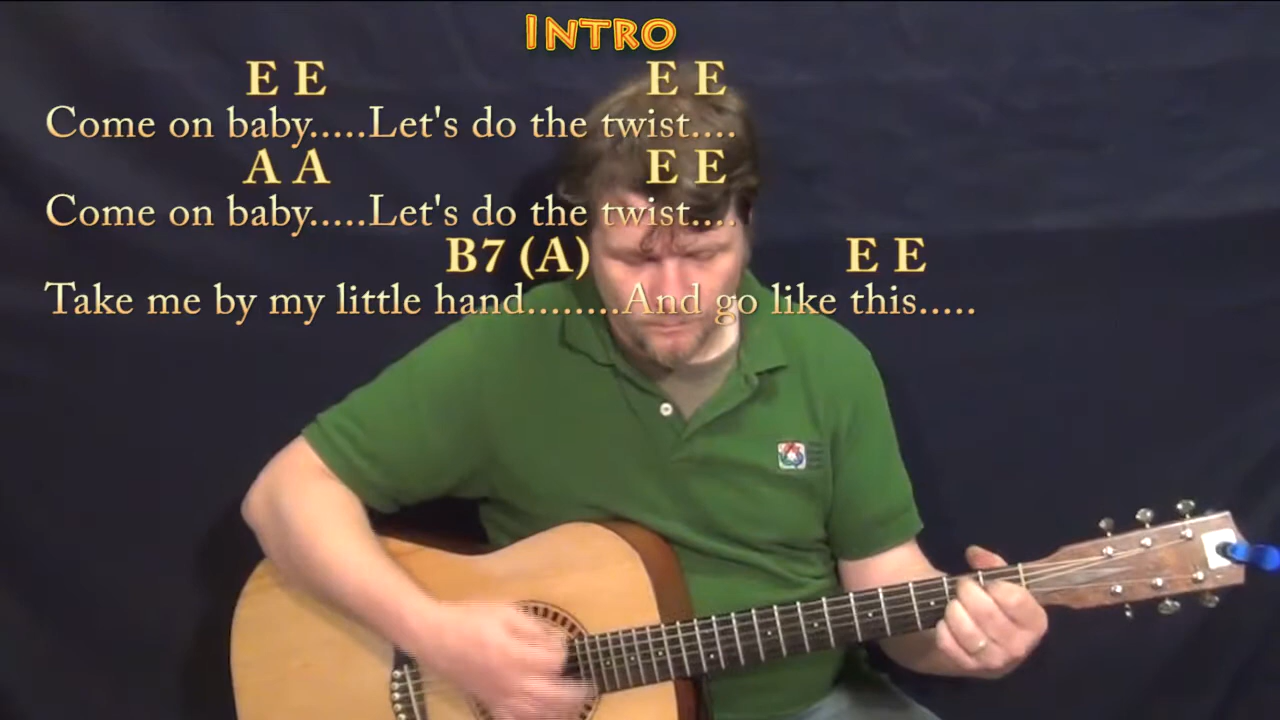 INTRO
E E E E
Come on baby.....Let's do the twist....
A A E E
Come on baby.....Let's do the twist....
B7 (A) E E
Take me by my little hand........And go like this.....